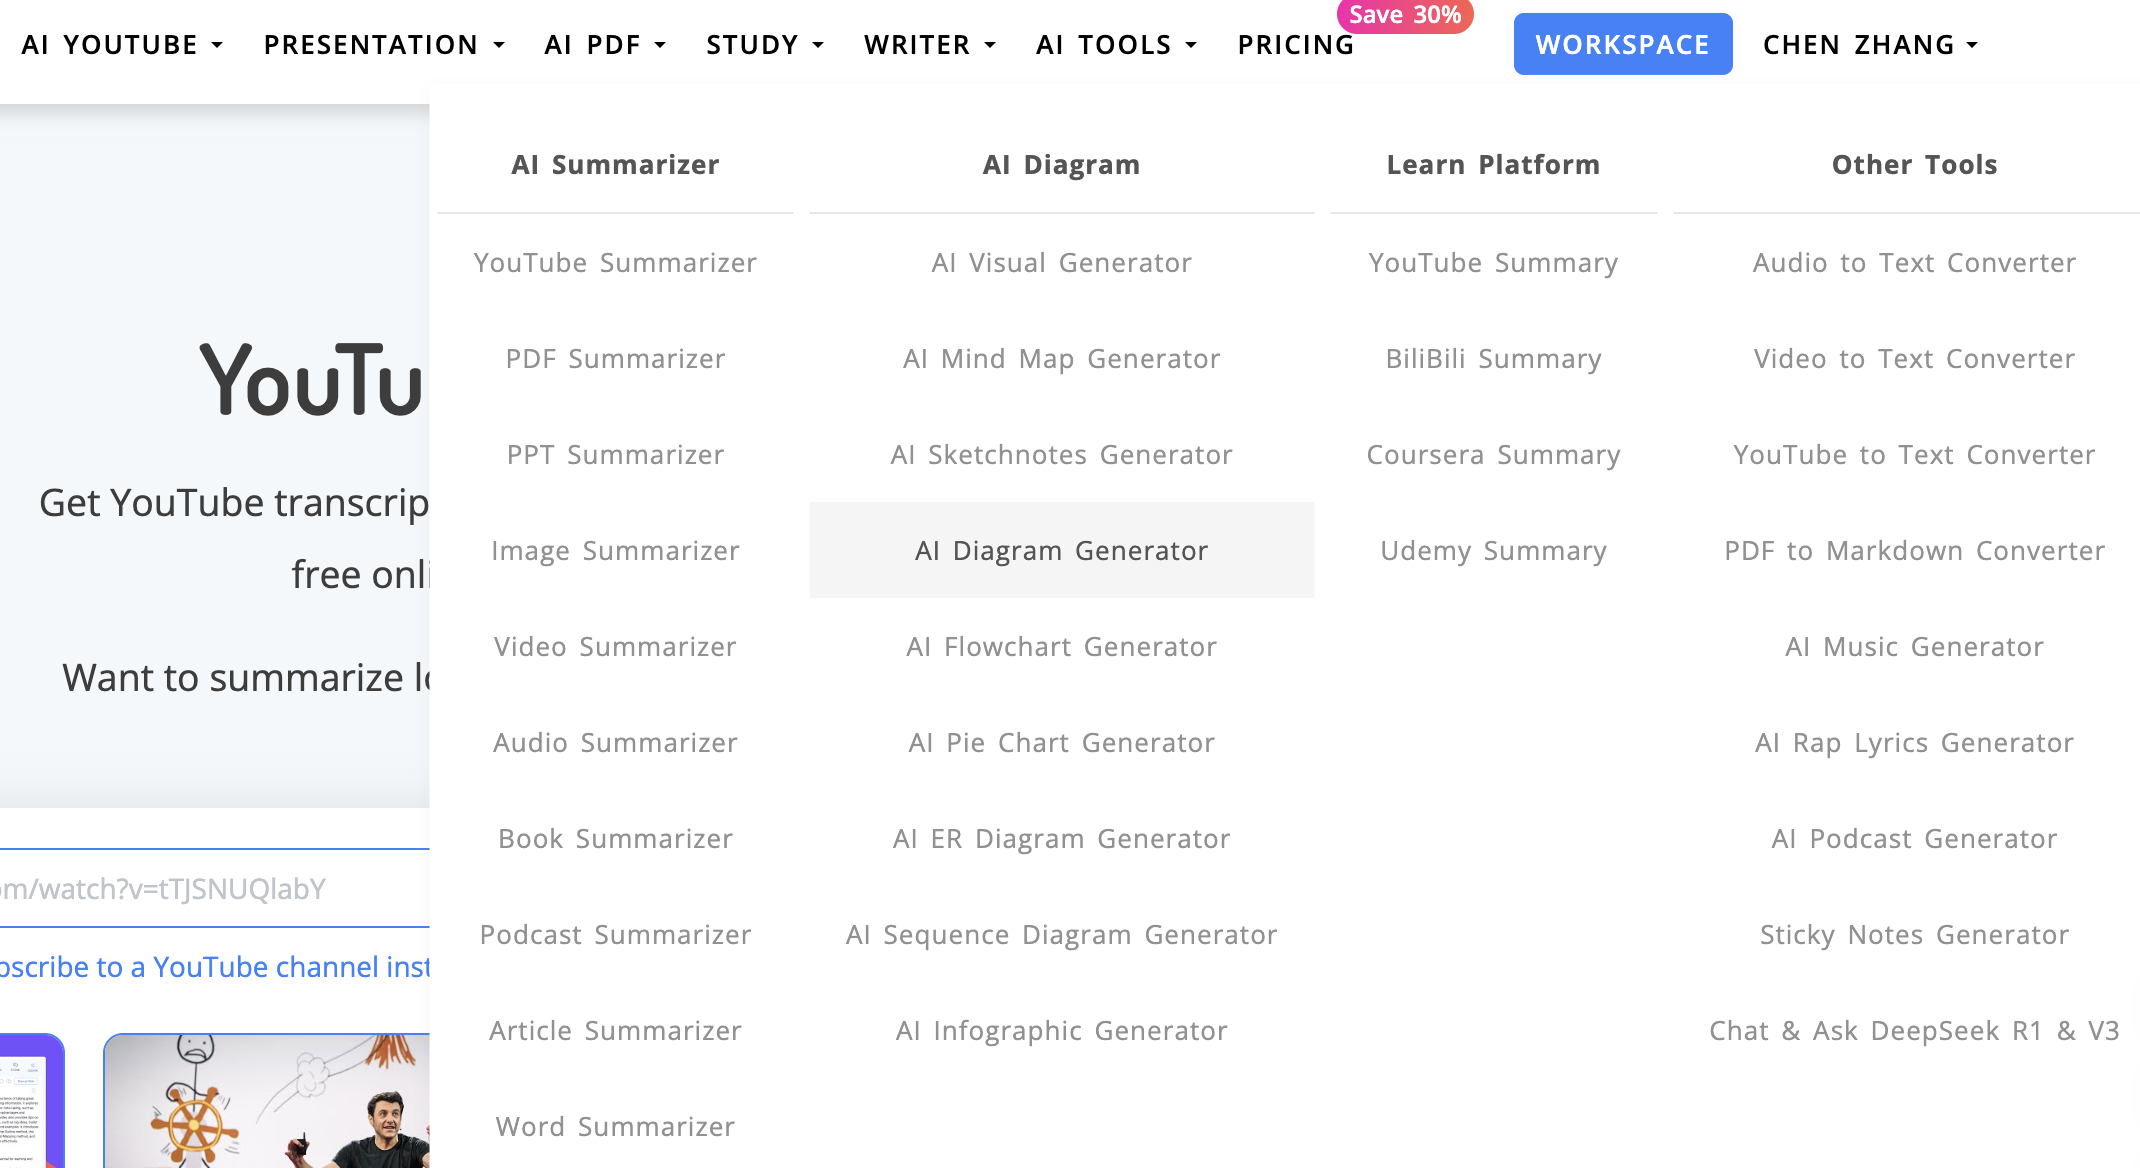 AI YOUTUBE
PRESENTATION
AI PDF
STUDY
WRITER
AI TOOLS
PRICING
Save 30%
WORKSPACE
CHEN ZHANG
AI Summarizer
YouTube Summarizer
PDF Summarizer
PPT Summarizer
Image Summarizer
Video Summarizer
Audio Summarizer
Book Summarizer
Podcast Summarizer
Article Summarizer
Word Summarizer
AI Diagram
AI Visual Generator
AI Mind Map Generator
AI Sketchnotes Generator
AI Diagram Generator
AI Flowchart Generator
AI Pie Chart Generator
AI ER Diagram Generator
AI Sequence Diagram Generator
AI Infographic Generator
Learn Platform
YouTube Summary
BiliBili Summary
Coursera Summary
Udemy Summary
Other Tools
Audio to Text Converter
Video to Text Converter
YouTube to Text Converter
PDF to Markdown Converter
AI Music Generator
AI Rap Lyrics Generator
AI Podcast Generator
Sticky Notes Generator
Chat & Ask DeepSeek R1 & V3
YouTu
Get YouTube transcrip
free onli
Want to summarize lo
om/watch?v=tTJSNUQlabY
bscribe to a YouTube channel inst